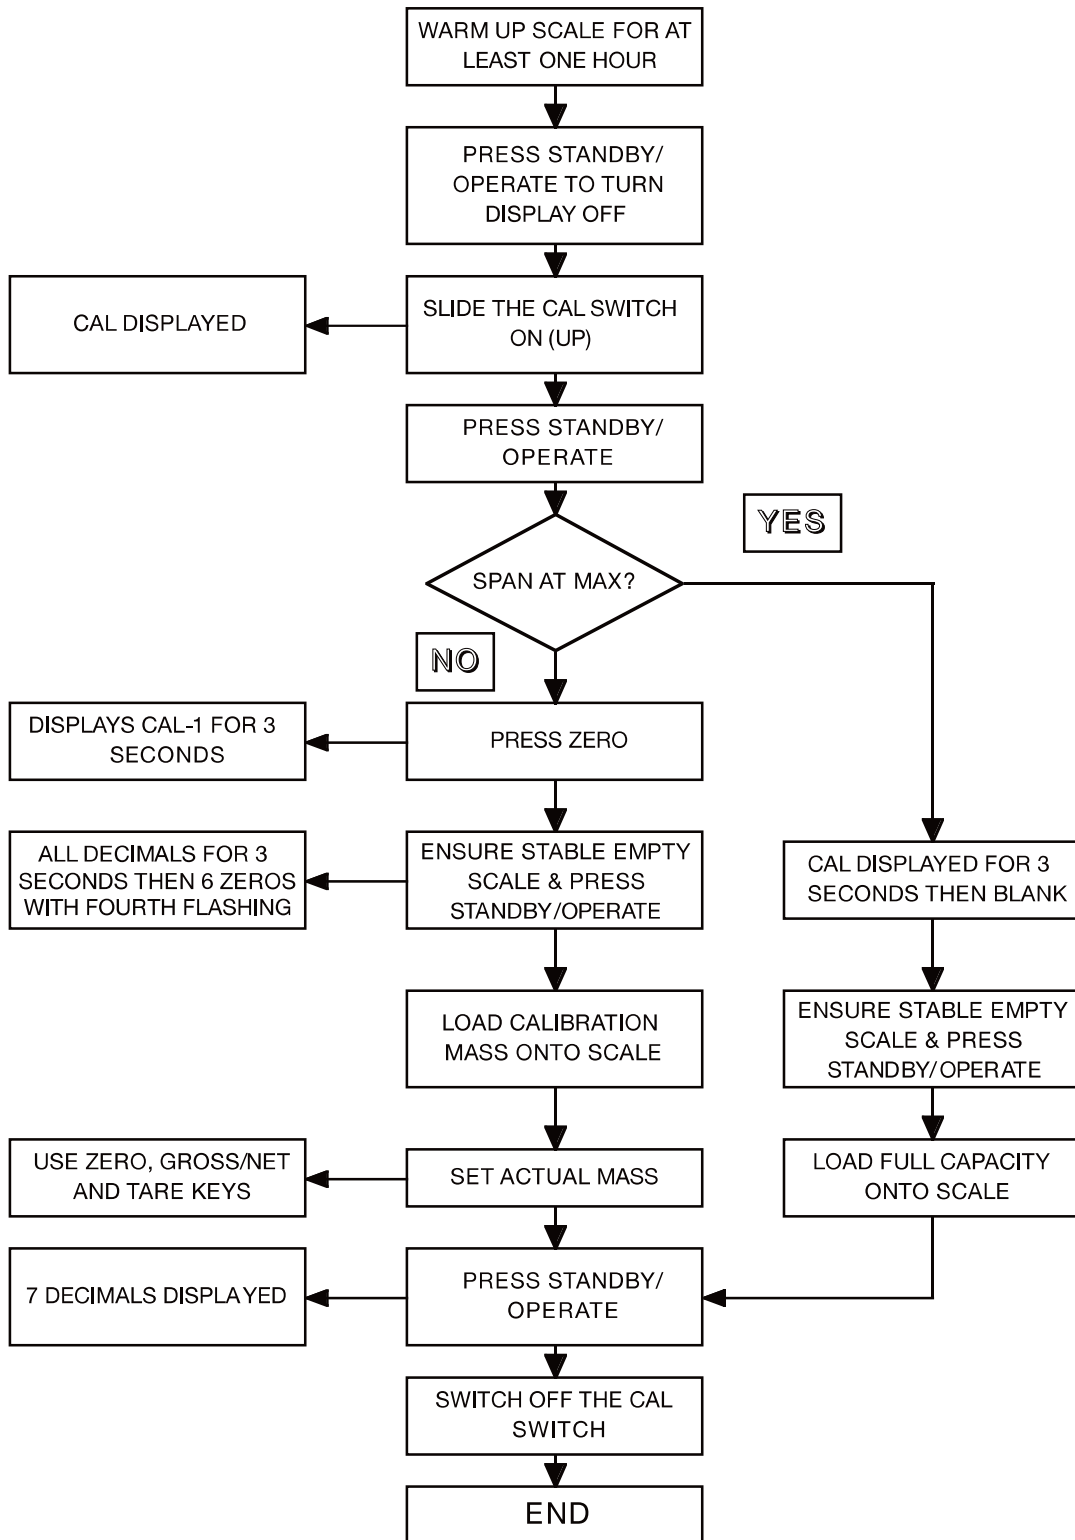 WARM UP SCALE FOR AT
LEAST ONE HOUR
PRESS STANDBY/
OPERATE TO TURN
DISPLAY OFF
CAL DISPLAYED
SLIDE THE CAL SWITCH
ON (UP)
PRESS STANDBY/
OPERATE
YES
SPAN AT MAX?
NO
DISPLAYS CAL-1 FOR 3
SECONDS
PRESS ZERO
ALL DECIMALS FOR 3
SECONDS THEN 6 ZEROS
WITH FOURTH FLASHING
ENSURE STABLE EMPTY
SCALE & PRESS
STANDBY/OPERATE
CAL DISPLAYED FOR 3
SECONDS THEN BLANK
LOAD CALIBRATION
MASS ONTO SCALE
ENSURE STABLE EMPTY
SCALE & PRESS
STANDBY/OPERATE
USE ZERO, GROSS/NET
AND TARE KEYS
SET ACTUAL MASS
LOAD FULL CAPACITY
ONTO SCALE
7 DECIMALS DISPLAYED
PRESS STANDBY/
OPERATE
SWITCH OFF THE CAL
SWITCH
END